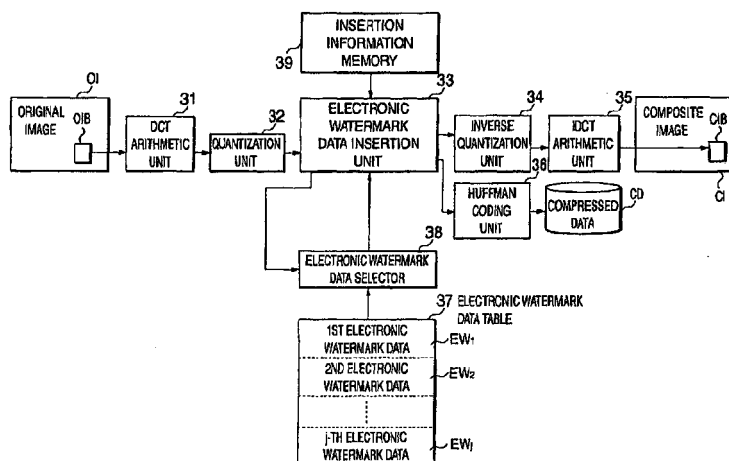 INSERTION
INFORMATION
MEMORY
39
OI
ORIGINAL
IMAGE
OIB
31
DCT
ARITHMETIC
UNIT
32
QUANTIZATION
UNIT
33
ELECTRONIC
WATERMARK
DATA INSERTION
UNIT
34
INVERSE
QUANTIZATION
UNIT
35
IDCT
ARITHMETIC
UNIT
COMPOSITE
IMAGE
CIB
CI
36
HUFFMAN
CODING
UNIT
COMPRESSED
DATA
CD
38
ELECTRONIC WATERMARK
DATA SELECTOR
37 ELECTRONIC WATERMARK
DATA TABLE
1ST ELECTRONIC
WATERMARK DATA
EW1
2ND ELECTRONIC
WATERMARK DATA
EW2
j-TH ELECTRONIC
WATERMARK DATA
EWj